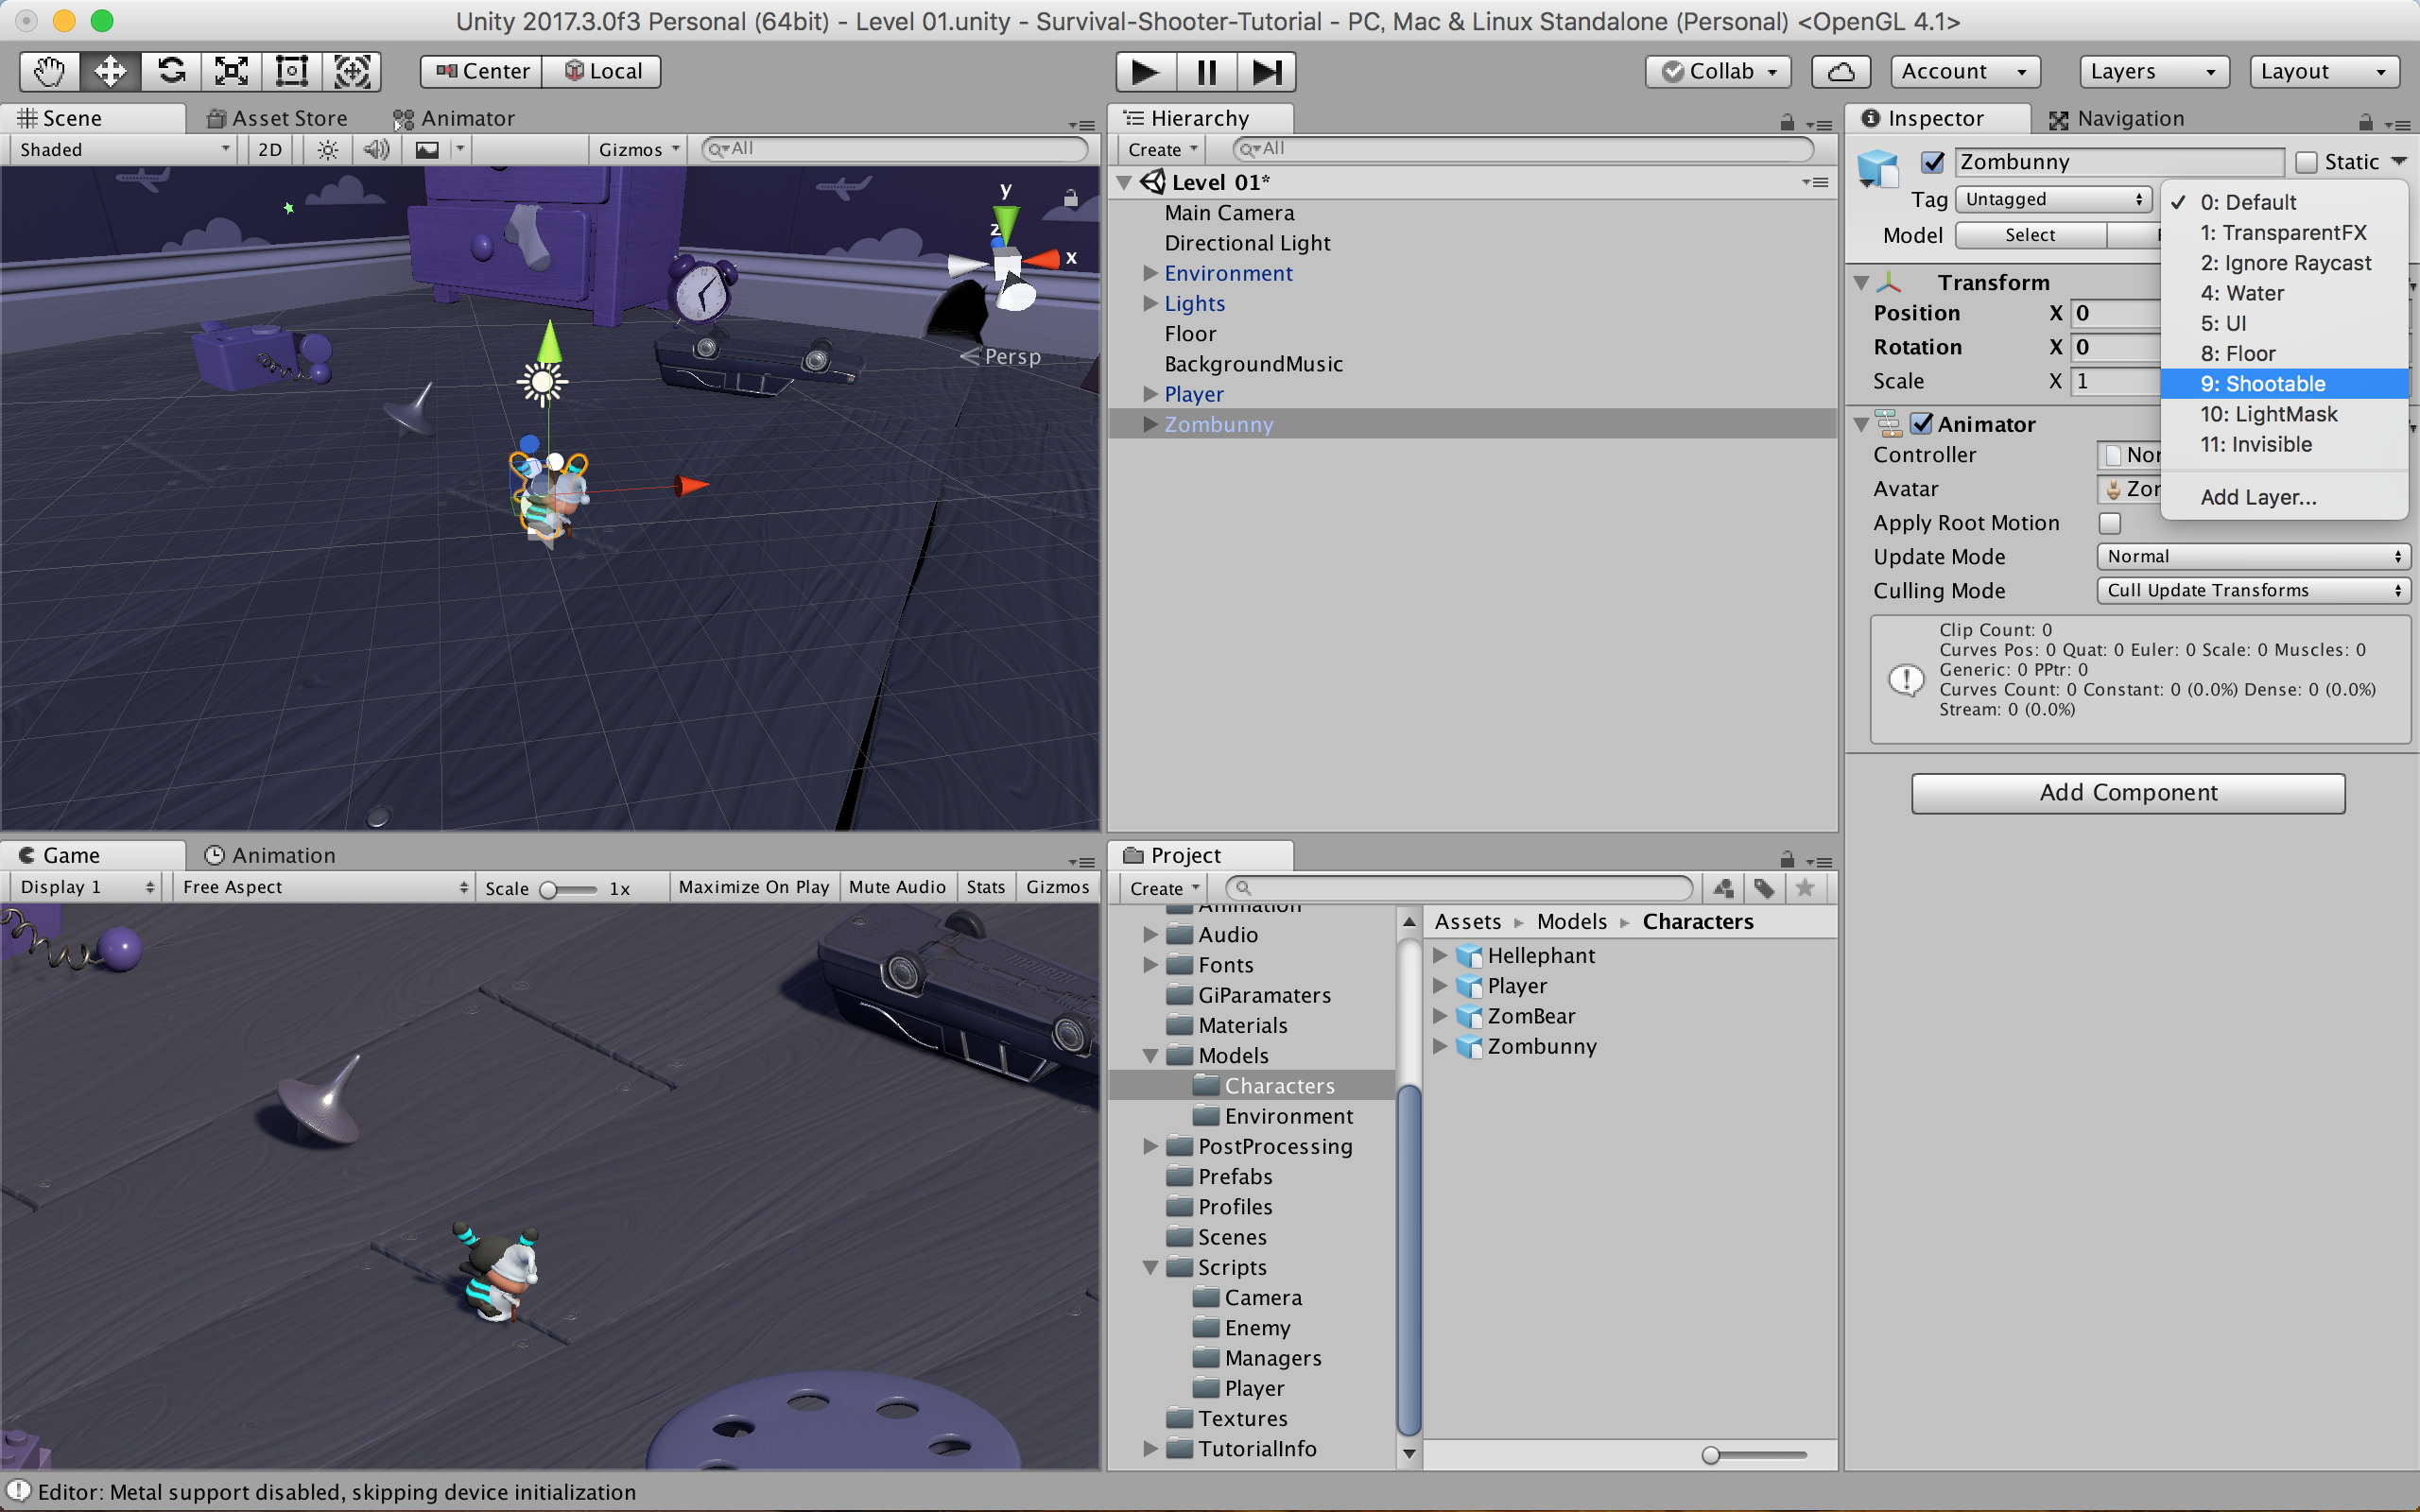 Unity 2017.3.0f3 Personal (64bit) - Level 01.unity - Survival-Shooter-Tutorial - PC, Mac & Linux Standalone (Personal) <OpenGL 4.1>
Center Local Collab Account Layers Layout
Scene Asset Store Animator
Shaded 2D Gizmos All
y
z
x
Persp
Hierarchy
Create All
Level 01*
Main Camera
Directional Light
Environment
Lights
Floor
BackgroundMusic
Player
Zombunny
Inspector Navigation
Zombunny Static
Tag Untagged
Model Select
0: Default
1: TransparentFX
2: Ignore Raycast
4: Water
5: UI
8: Floor
9: Shootable
10: LightMask
11: Invisible
Add Layer...
Transform
Position X 0
Rotation X 0
Scale X 1
Animator
Controller Nor
Avatar Zor
Apply Root Motion
Update Mode Normal
Culling Mode Cull Update Transforms
Clip Count: 0
Curves Pos: 0 Quat: 0 Euler: 0 Scale: 0 Muscles: 0
Generic: 0 PPtr: 0
Curves Count: 0 Constant: 0 (0.0%) Dense: 0 (0.0%)
Stream: 0 (0.0%)
Add Component
Game Animation
Display 1 Free Aspect Scale 1x Maximize On Play Mute Audio Stats Gizmos
Project
Create
Animation
Audio
Fonts
GiParamaters
Materials
Models
Characters
Environment
PostProcessing
Prefabs
Profiles
Scenes
Scripts
Camera
Enemy
Managers
Player
Textures
TutorialInfo
Assets Models Characters
Hellephant
Player
ZomBear
Zombunny
Editor: Metal support disabled, skipping device initialization